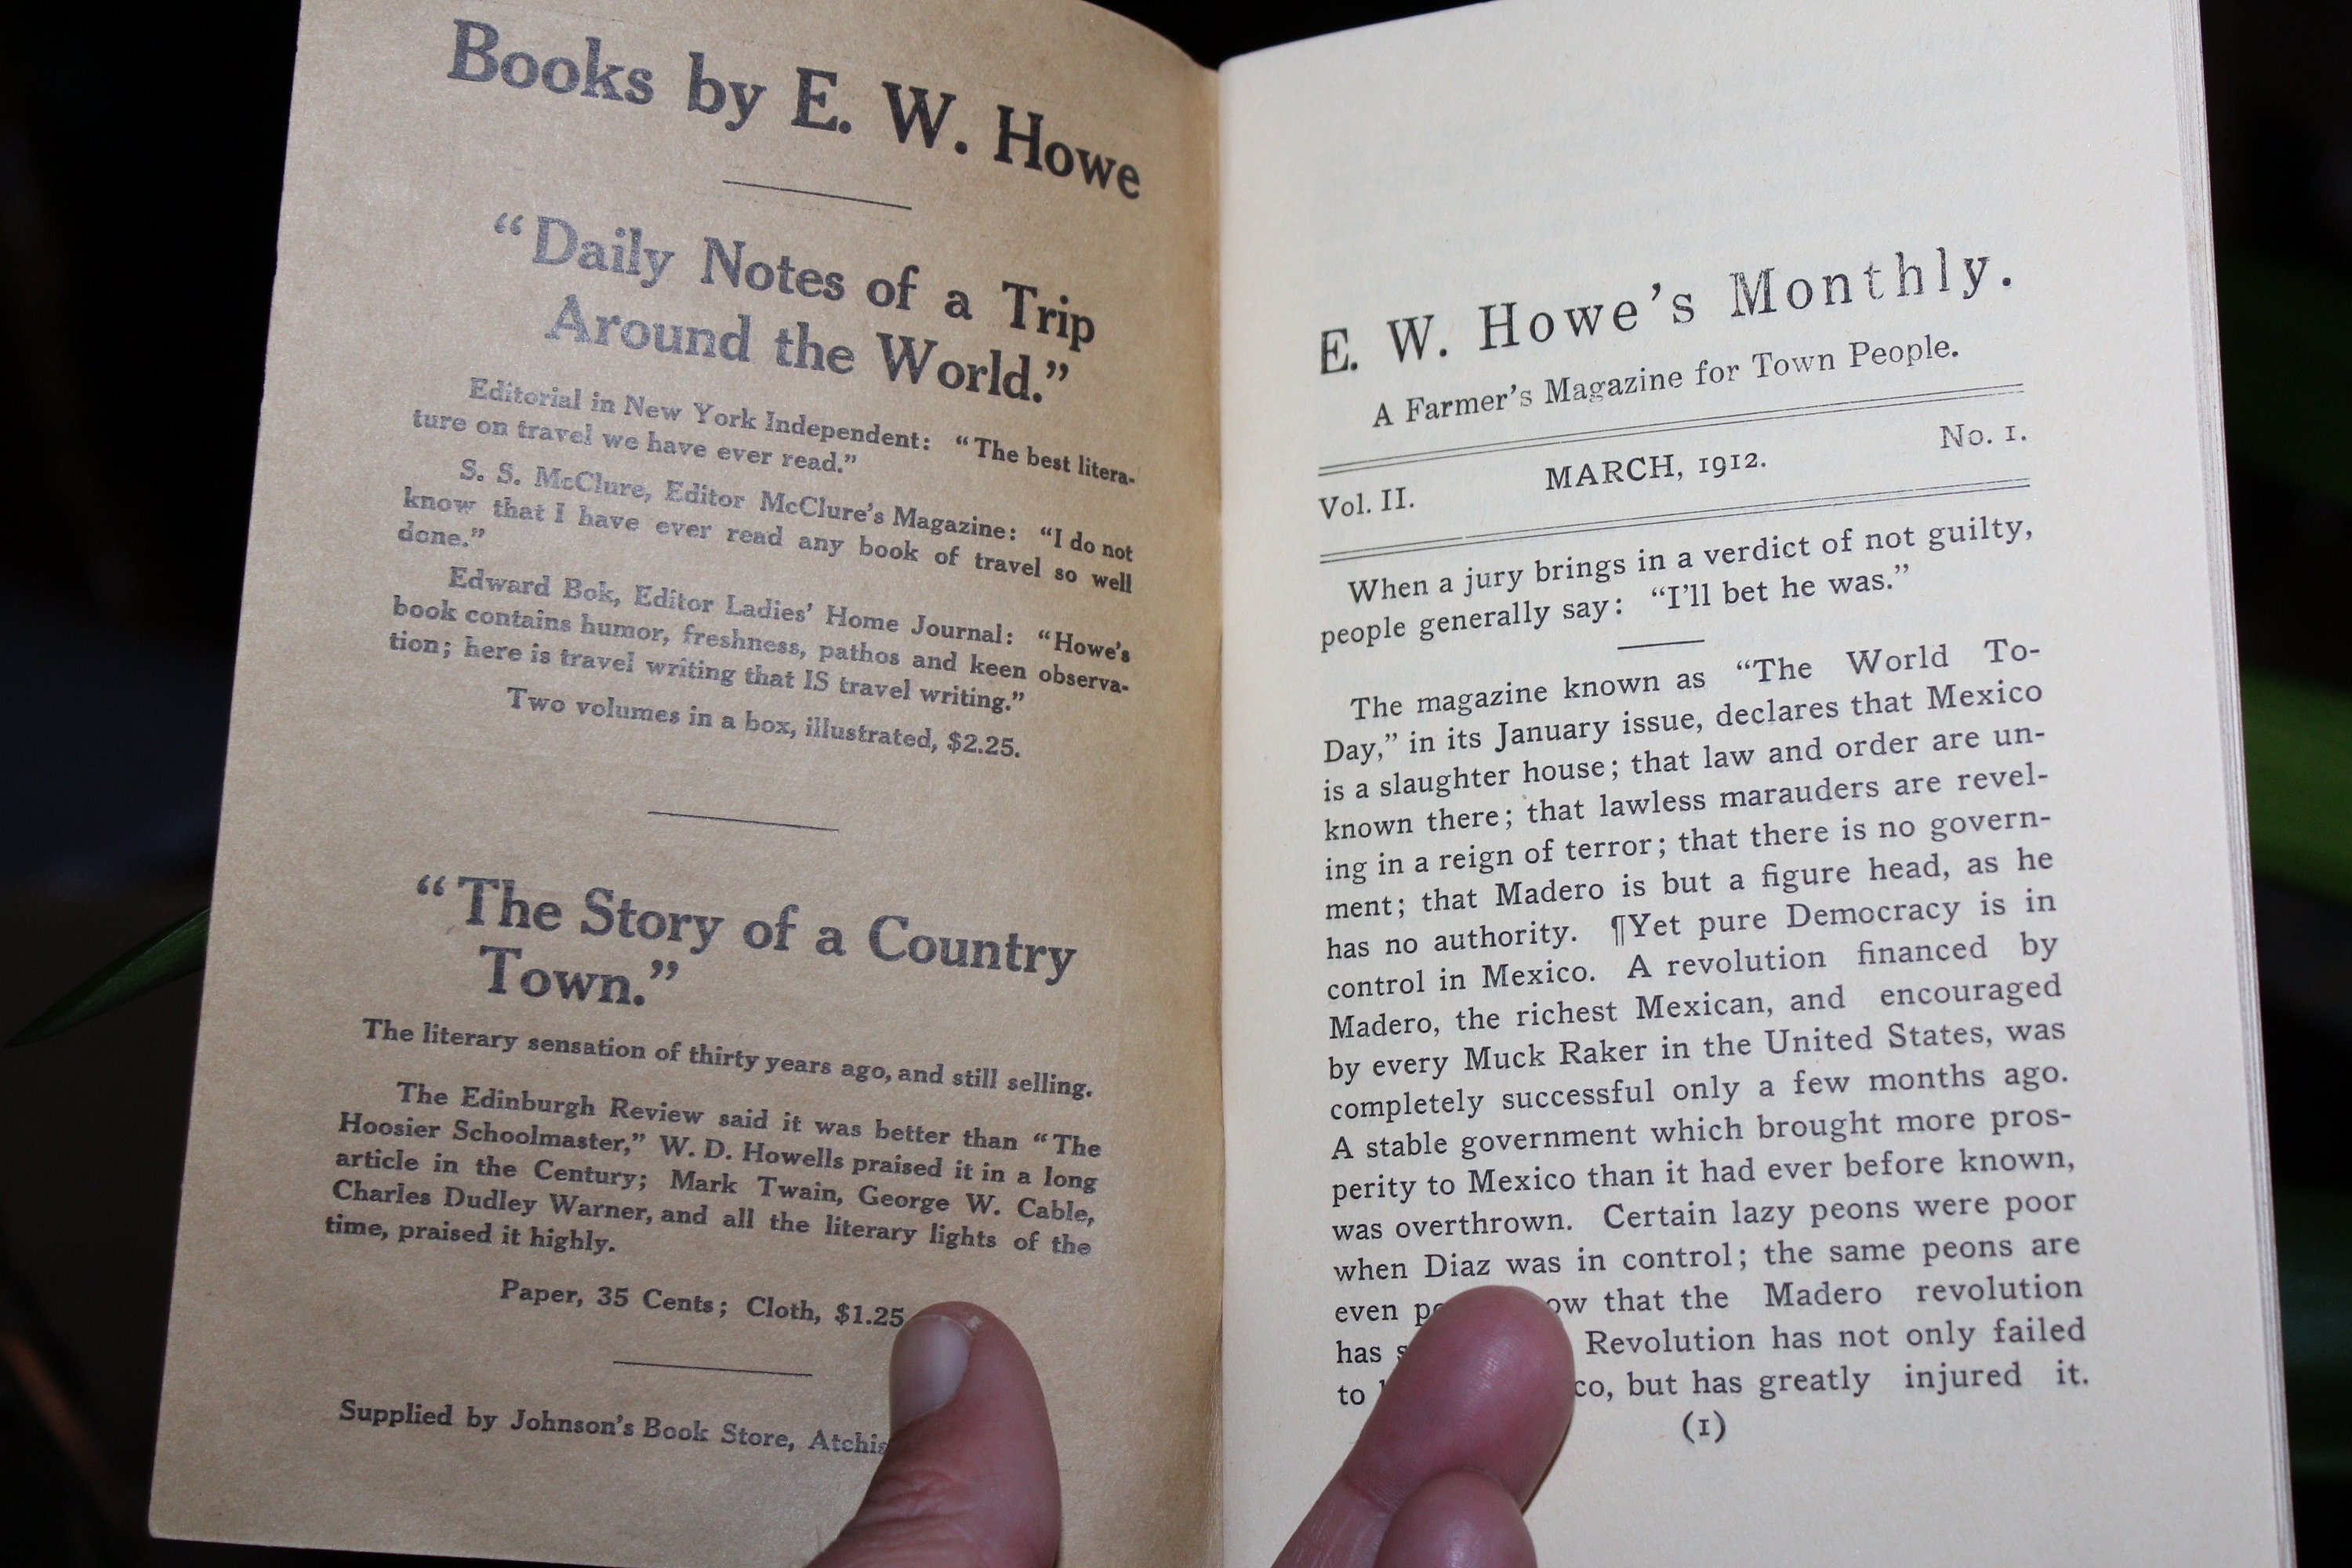 Books by E. W. Howe
“Daily Notes of a Trip
Around the World.”
Editorial in New York Independent: “The best litera-
ture on travel we have ever read.”
S. S. McClure, Editor McClure’s Magazine: “I do not
know that I have ever read any book of travel so well
done.”
Edward Bok, Editor Ladies’ Home Journal: “Howe’s
book contains humor, freshness, pathos and keen observa-
tion; here is travel writing that IS travel writing.”
Two volumes in a box, illustrated, $2.25.
“The Story of a Country
Town.”
The literary sensation of thirty years ago, and still selling.
The Edinburgh Review said it was better than “The
Hoosier Schoolmaster,” W. D. Howells praised it in a long
article in the Century; Mark Twain, George W. Cable,
Charles Dudley Warner, and all the literary lights of the
time, praised it highly.
Paper, 35 Cents; Cloth, $1.25
Supplied by Johnson’s Book Store,
E. W. Howe’s Monthly.
A Farmer’s Magazine for Town People.
Vol. II. MARCH, 1912. No. 1.
When a jury brings in a verdict of not guilty,
people generally say: “I’ll bet he was.”
The magazine known as “The World To-
Day,” in its January issue, declares that Mexico
is a slaughter house; that law and order are un-
known there; that lawless marauders are revel-
ing in a reign of terror; that there is no govern-
ment; that Madero is but a figure head, as he
has no authority. ¶Yet pure Democracy is in
control in Mexico. A revolution financed by
Madero, the richest Mexican, and encouraged
by every Muck Raker in the United States, was
completely successful only a few months ago.
A stable government which brought more pros-
perity to Mexico than it had ever before known,
was overthrown. Certain lazy peons were poor
when Diaz was in control; the same peons are
even that the Madero revolution
has Revolution has not only failed
to but has greatly injured it.
(1)